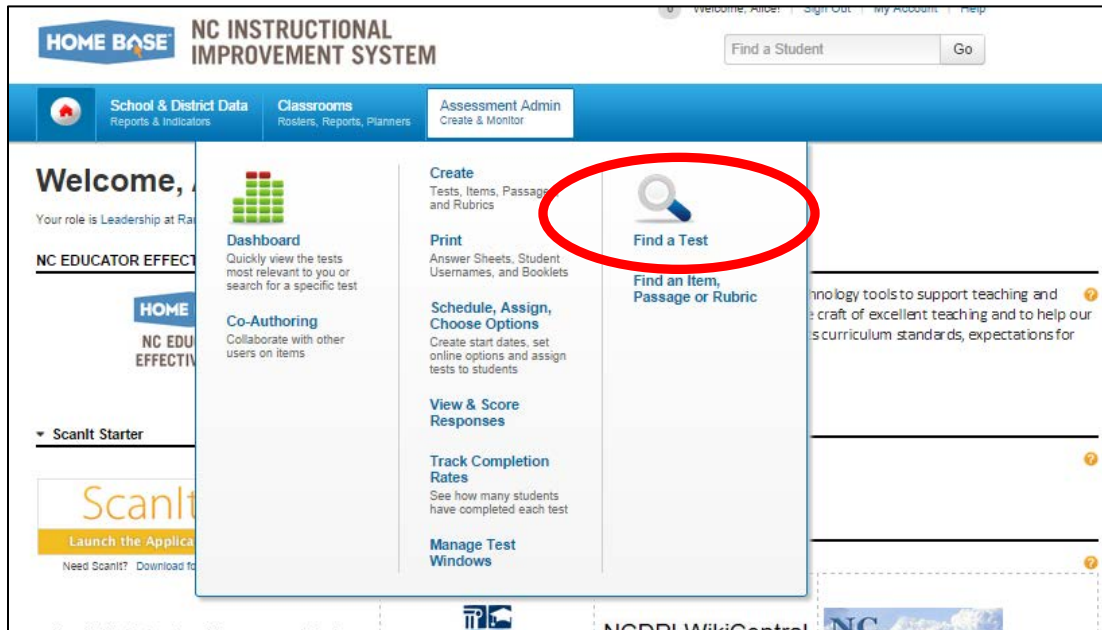 0 Welcome, Alice! Sign Out My Account Help
HOME BASE
NC INSTRUCTIONAL
IMPROVEMENT SYSTEM
Find a Student Go
School & District Data
Reports & Indicators
Classrooms
Rosters, Reports, Planners
Assessment Admin
Create & Monitor
Welcome,
Your role is Leadership at
NC EDUCATOR
HOME
NC
Dashboard
Quickly view the tests
most relevant to you or
search for a specific test
Co-Authoring
Collaborate with other
users on items
Create
Tests, Items,
and Rubrics
Print
Answer Sheets, Student
Usernames, and Booklets
Schedule, Assign,
Choose Options
Create start dates, set
online options and assign
tests to students
View & Score
Responses
Track Completion
Rates
See how many students
have completed each test
Manage Test
Windows
Find a Test
Find an Item,
Passage or Rubric
tools to support teaching and
craft of excellent teaching and to help our
curriculum standards, expectations for
ScanIt Starter
ScanIt
Launch the
Need ScanIt? Download
NCDPI WikiCentral
NC